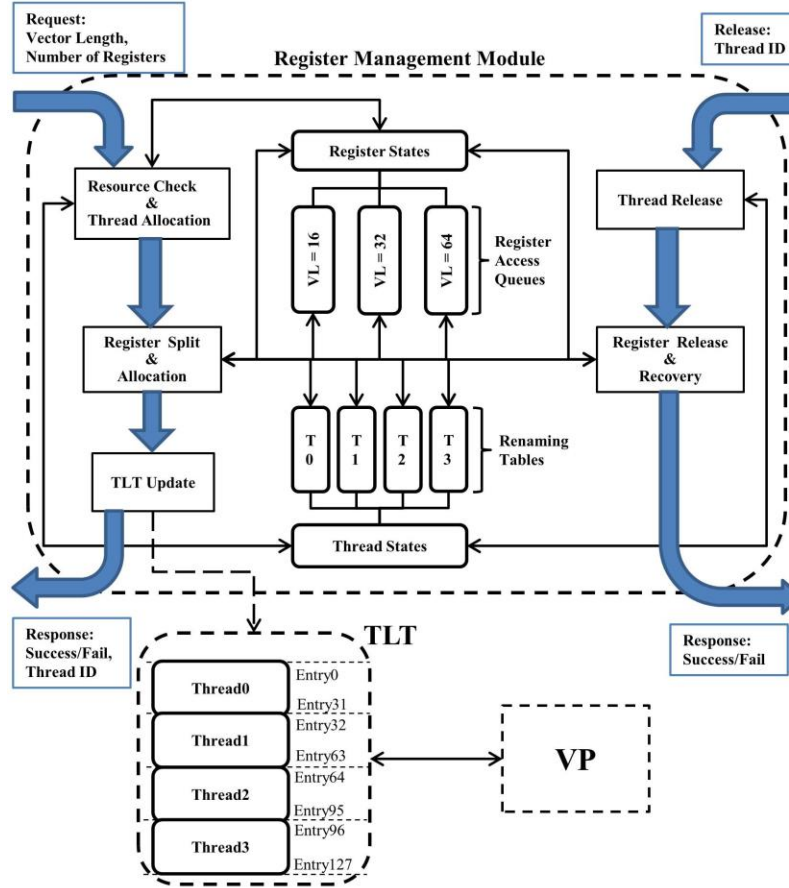 Request:
Vector Length,
Number of Registers
Release:
Thread ID
Register Management Module
Register States
Resource Check
&
Thread Allocation
Thread Release
VL = 16
VL = 32
VL = 64
Register
Access
Queues
Register Split
&
Allocation
Register Release
&
Recovery
T
0
T
1
T
2
T
3
Renaming
Tables
TLT Update
Thread States
Response:
Success/Fail,
Thread ID
Response:
Success/Fail
TLT
Thread0
Entry0
Entry31
Thread1
Entry32
Entry63
Thread2
Entry64
Entry95
Thread3
Entry96
Entry127
VP